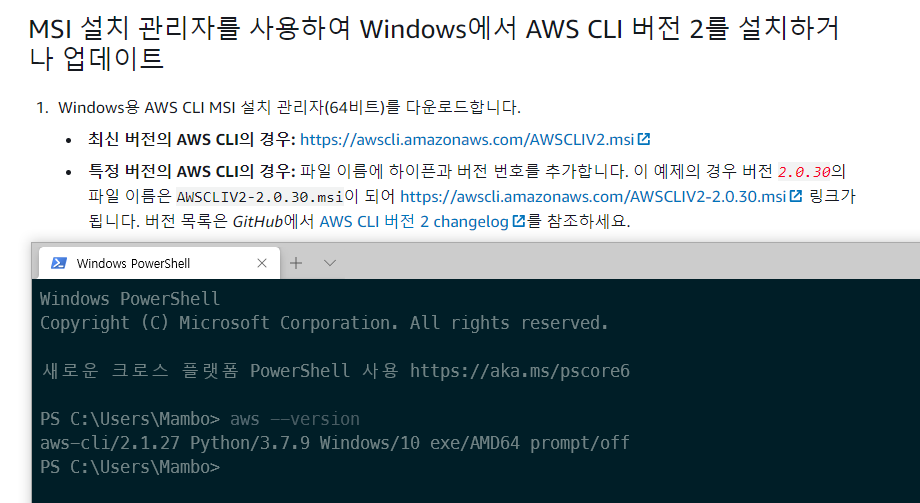 MSI 설치 관리자를 사용하여 Windows에서 AWS CLI 버전 2를 설치하거
나 업데이트
1. Windows용 AWS CLI MSI 설치 관리자(64비트)를 다운로드합니다.
• 최신 버전의 AWS CLI의 경우: https://awscli.amazonaws.com/AWSCLIV2.msi
• 특정 버전의 AWS CLI의 경우: 파일 이름에 하이픈과 버전 번호를 추가합니다. 이 예제의 경우 버전 2.0.30의
파일 이름은 AWSCLIV2-2.0.30.msi이 되어 https://awscli.amazonaws.com/AWSCLIV2-2.0.30.msi 링크가
됩니다. 버전 목록은 GitHub에서 AWS CLI 버전 2 changelog를 참조하세요.
Windows PowerShell
Windows PowerShell
Copyright (C) Microsoft Corporation. All rights reserved.
새로운 크로스 플랫폼 PowerShell 사용 https://aka.ms/pscore6
PS C:\Users\Mambo> aws --version
aws-cli/2.1.27 Python/3.7.9 Windows/10 exe/AMD64 prompt/off
PS C:\Users\Mambo>